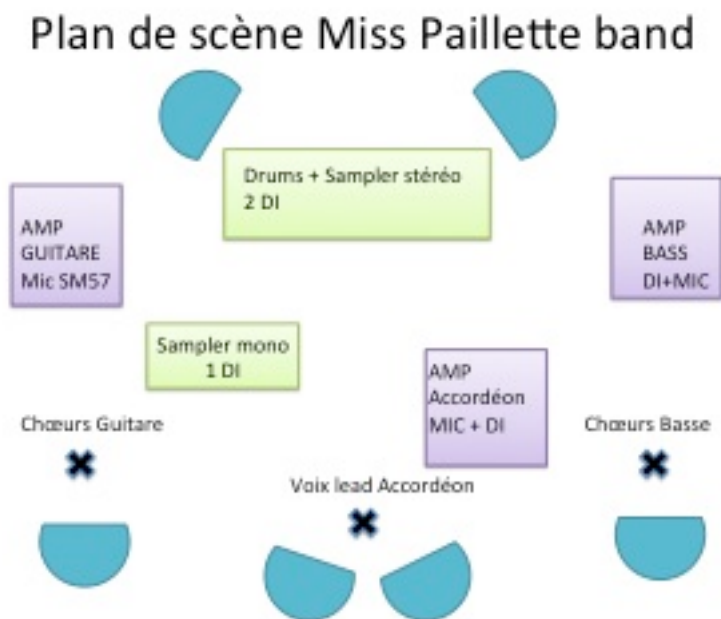 Plan de scène Miss Paillette band
Drums + Sampler stéréo
2 DI
AMP
GUITARE
Mic SM57
AMP
BASS
DI+MIC
Sampler mono
1 DI
AMP
Accordéon
MIC + DI
Chœurs Guitare
Chœurs Basse
Voix lead Accordéon